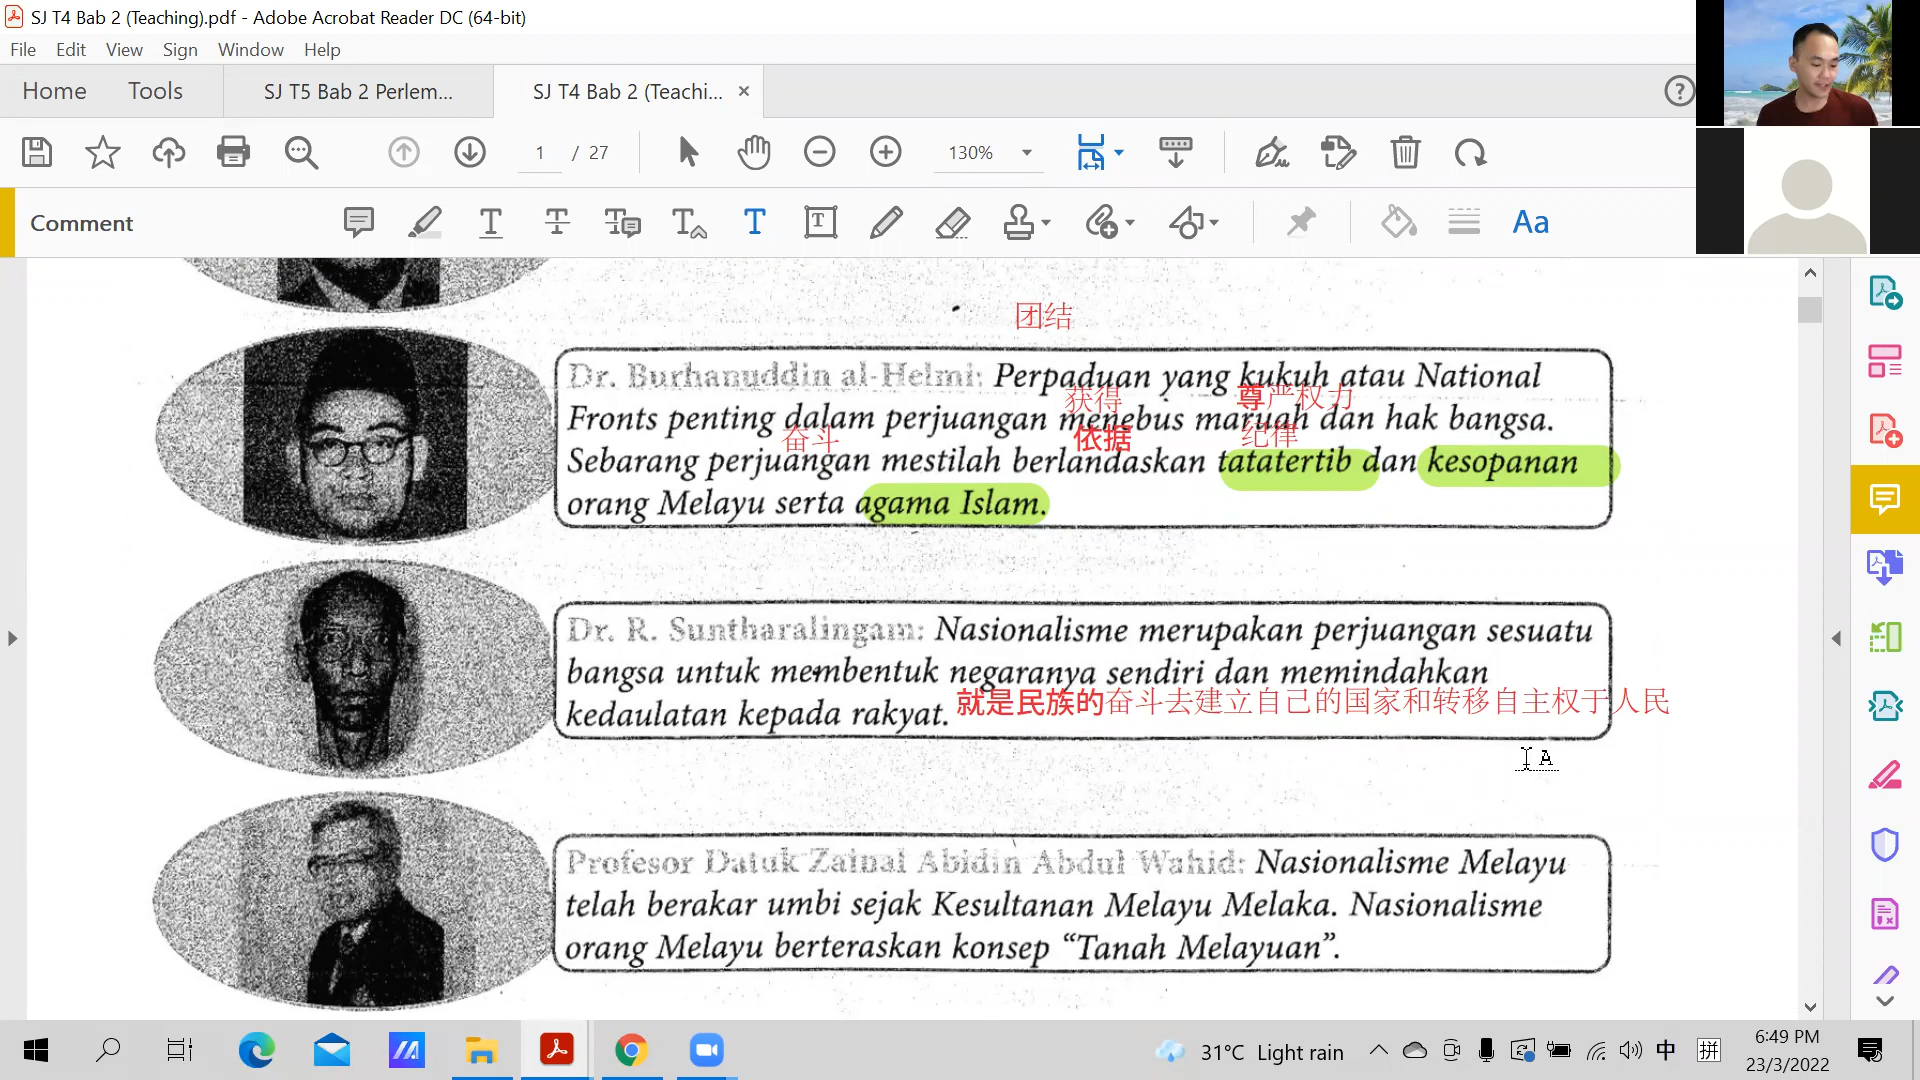 SJ T4 Bab 2 (Teaching).pdf - Adobe Acrobat Reader DC (64-bit)
File Edit View Sign Window Help
Home Tools SJ T5 Bab 2 Perlem... SJ T4 Bab 2 (Teachi... ×
1 / 27 130%
Comment
Aa
团结
Dr. Burhanuddin al-Helmi: Perpaduan yang kukuh atau National
获得 尊严权力
Fronts penting dalam perjuangan menebus maruah dan hak bangsa.
奋斗 依据 纪律
Sebarang perjuangan mestilah berlandaskan tatatertib dan kesopanan
orang Melayu serta agama Islam.
Dr. R. Suntharalingam: Nasionalisme merupakan perjuangan sesuatu
bangsa untuk membentuk negaranya sendiri dan memindahkan
kedaulatan kepada rakyat. 就是民族的奋斗去建立自己的国家和转移自主权于人民
Profesor Datuk Zainal Abidin Abdul Wahid: Nasionalisme Melayu
telah berakar umbi sejak Kesultanan Melayu Melaka. Nasionalisme
orang Melayu berteraskan konsep “Tanah Melayuan”.
31°C Light rain 中 拼 6:49 PM
23/3/2022